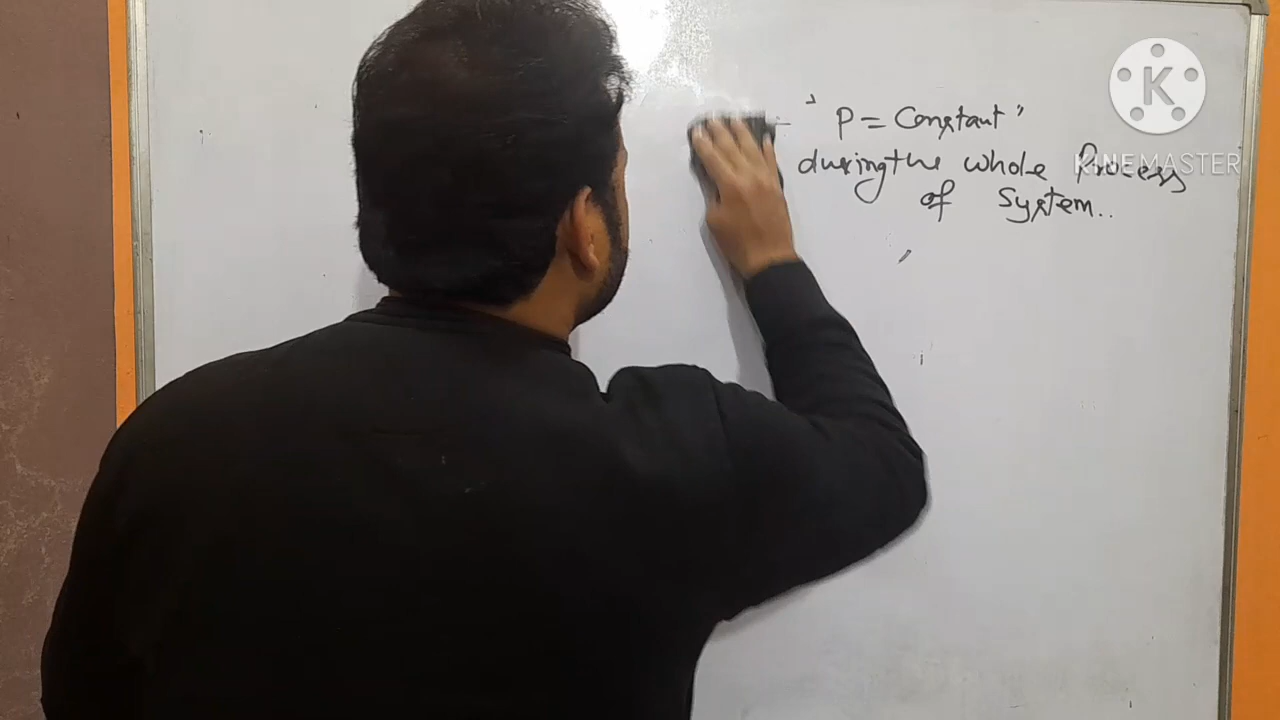 " P = Constant "
during the whole Process
of System..
K
KINEMASTER